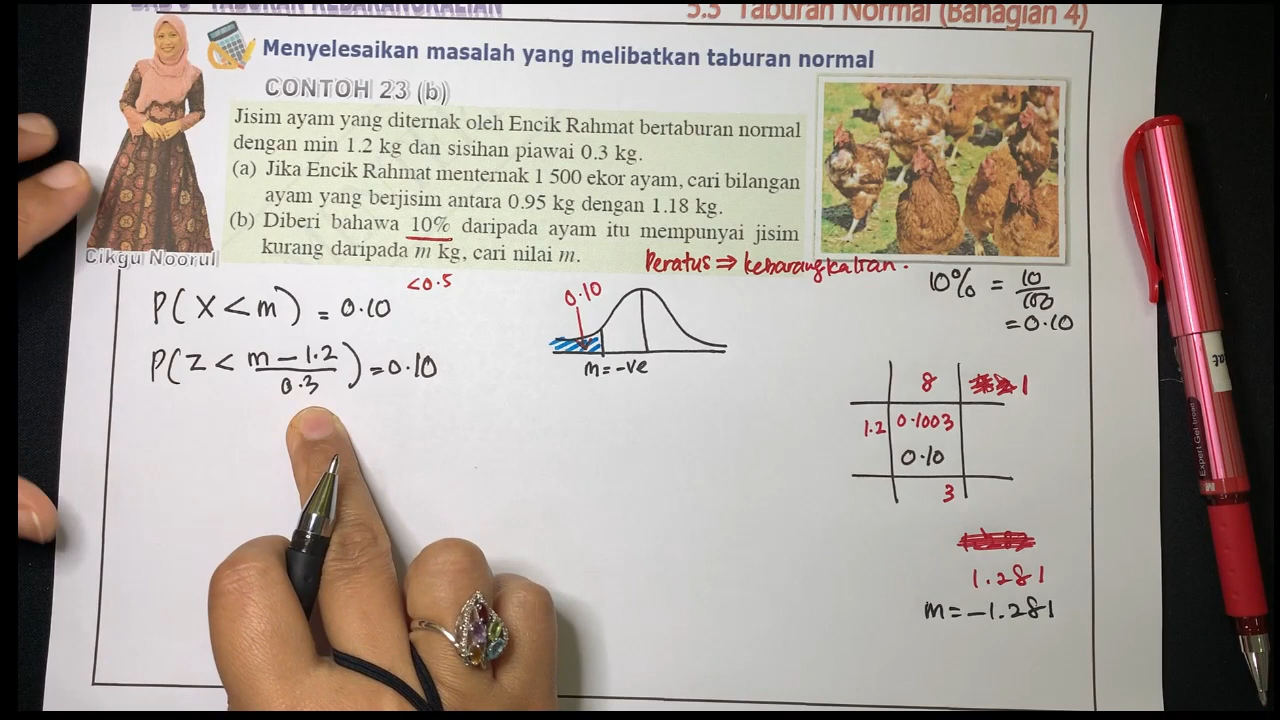 5.5 Taburan Normal (Bahagian 4)
Menyelesaikan masalah yang melibatkan taburan normal
CONTOH 23 (b)
Jisim ayam yang diternak oleh Encik Rahmat bertaburan normal
dengan min 1.2 kg dan sisihan piawai 0.3 kg.
(a) Jika Encik Rahmat menternak 1 500 ekor ayam, cari bilangan
ayam yang berjisim antara 0.95 kg dengan 1.18 kg.
(b) Diberi bahawa 10% daripada ayam itu mempunyai jisim
kurang daripada m kg, cari nilai m.
Cikgu Noorul
Peratus ⇒ kebarangkalian.
<0.5
P(X < m) = 0.10
P(Z < m - 1.2 / 0.3) = 0.10
0.10
m = -ve
10% = 10/100
= 0.10
8 1
1.2 0.1003
0.10
3
1.281
m = -1.281
Expert Gel